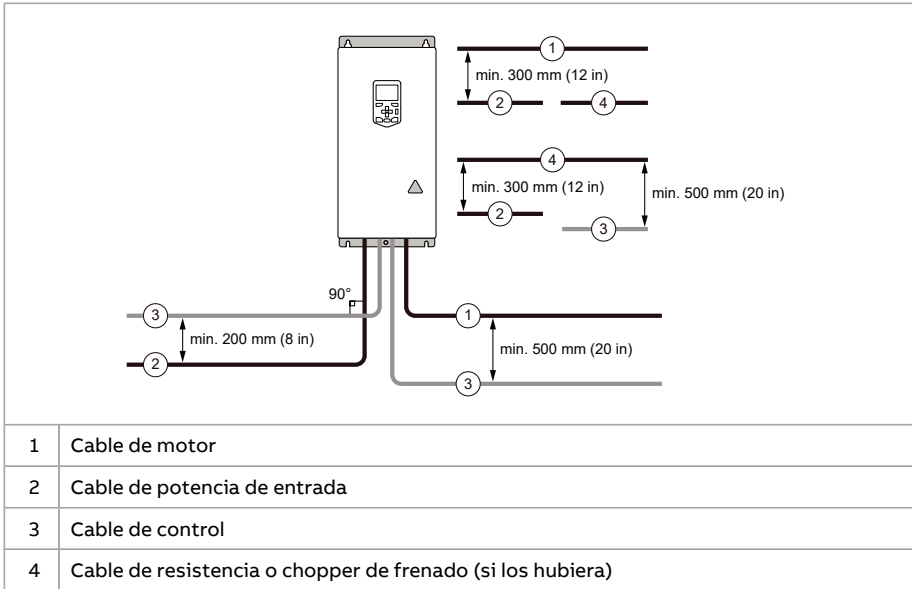 1
min. 300 mm (12 in)
2 4
4
min. 300 mm (12 in) min. 500 mm (20 in)
2
3
90°
3 1
min. 200 mm (8 in) min. 500 mm (20 in)
2
3
1 Cable de motor
2 Cable de potencia de entrada
3 Cable de control
4 Cable de resistencia o chopper de frenado (si los hubiera)